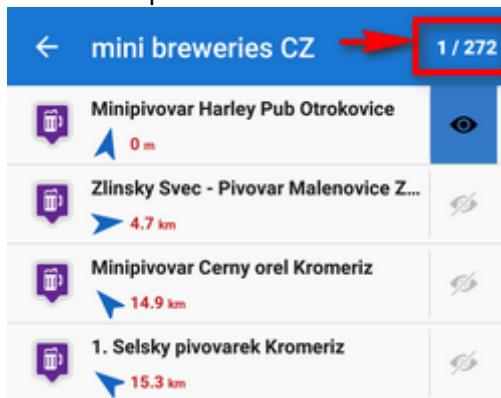 mini breweries CZ 1 / 272
Minipivovar Harley Pub Otrokovice
0 m
Zlinsky Svec - Pivovar Malenovice Z...
4.7 km
Minipivovar Cerny orel Kromeriz
14.9 km
1. Selsky pivovarek Kromeriz
15.3 km